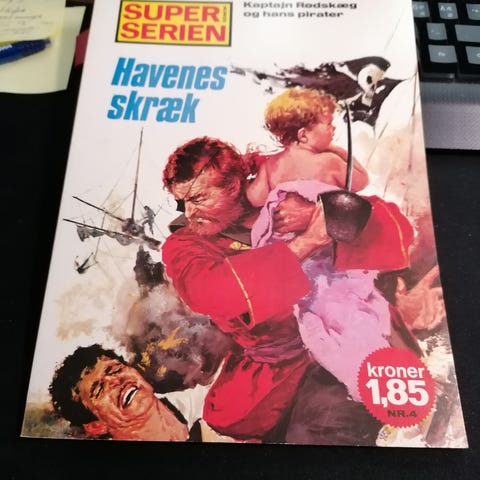 SUPER
SERIEN
Kaptajn Rødskæg
og hans pirater
Havenes
skræk
kroner
1,85
NR.4